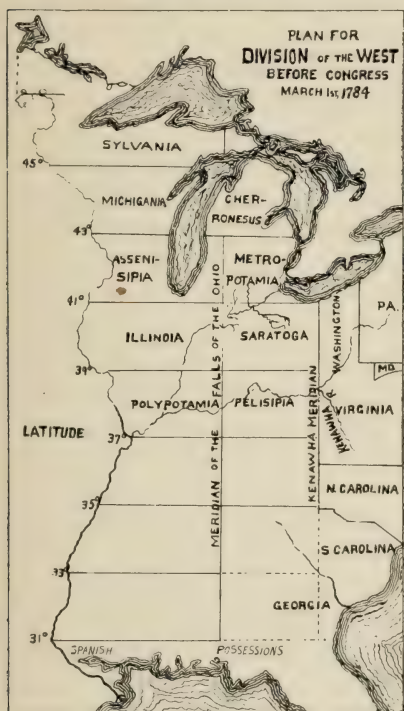 PLAN FOR
DIVISION OF THE WEST
BEFORE CONGRESS
MARCH 1ST, 1784
SYLVANIA
45°
MICHIGANIA
CHER-
RONESUS
43°
ASSENI-
SIPIA
METRO-
POTAMIA
41°
PA.
WASHINGTON
ILLINOIA
SARATOGA
MERIDIAN OF THE FALLS OF THE OHIO
39°
MD.
POLYPOTAMIA
PELISIPIA
VIRGINIA
KENAWHA R.
KENAWHA MERIDIAN
LATITUDE
37°
N. CAROLINA
35°
S CAROLINA
33°
GEORGIA
31°
SPANISH POSSESSIONS